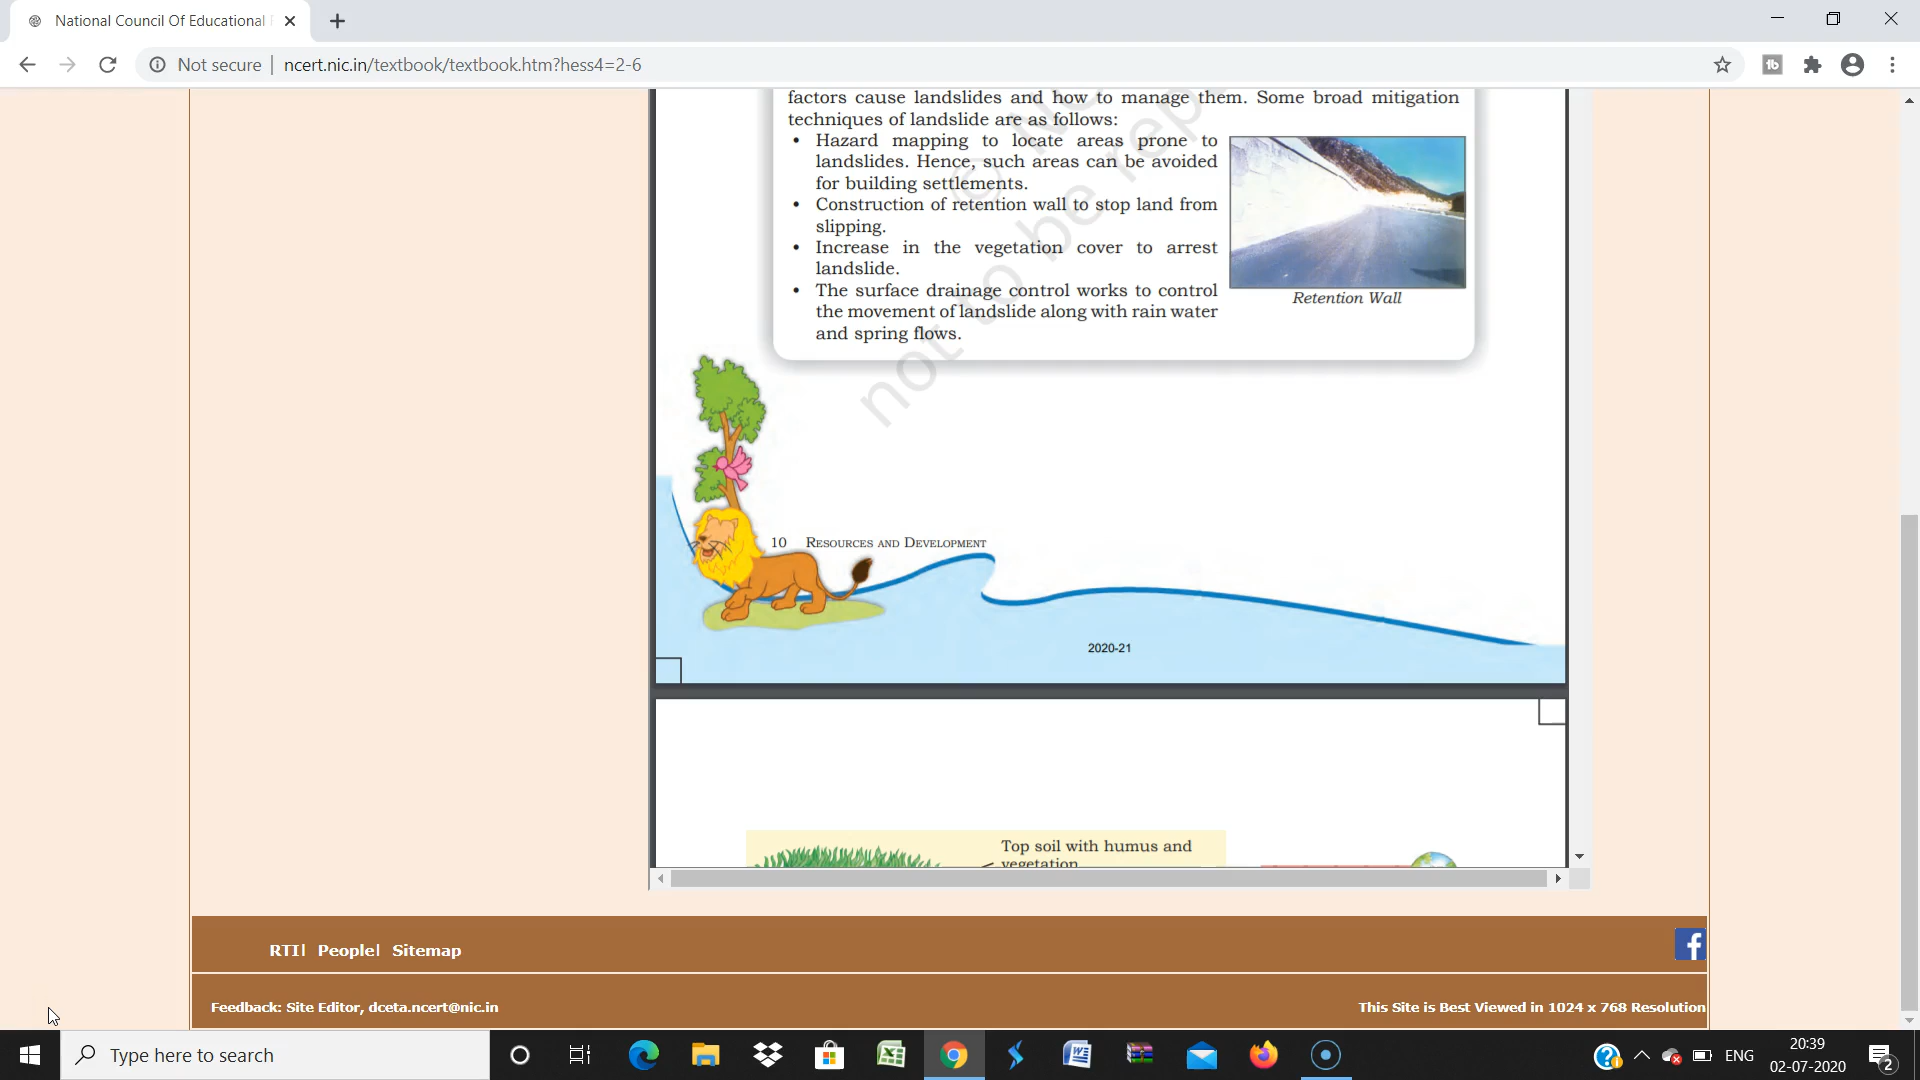 National Council Of Educational
Not secure
ncert.nic.in/textbook/textbook.htm?hess4=2-6
factors cause landslides and how to manage them. Some broad mitigation
techniques of landslide are as follows:
• Hazard mapping to locate areas prone to
landslides. Hence, such areas can be avoided
for building settlements.
• Construction of retention wall to stop land from
slipping.
• Increase in the vegetation cover to arrest
landslide.
• The surface drainage control works to control
the movement of landslide along with rain water
and spring flows.
Retention Wall
not to be rep
10 RESOURCES AND DEVELOPMENT
2020-21
Top soil with humus and
vegetation
RTI| People| Sitemap
Feedback: Site Editor, dceta.ncert@nic.in
This Site is Best Viewed in 1024 x 768 Resolution
Type here to search
ENG
20:39
02-07-2020
2